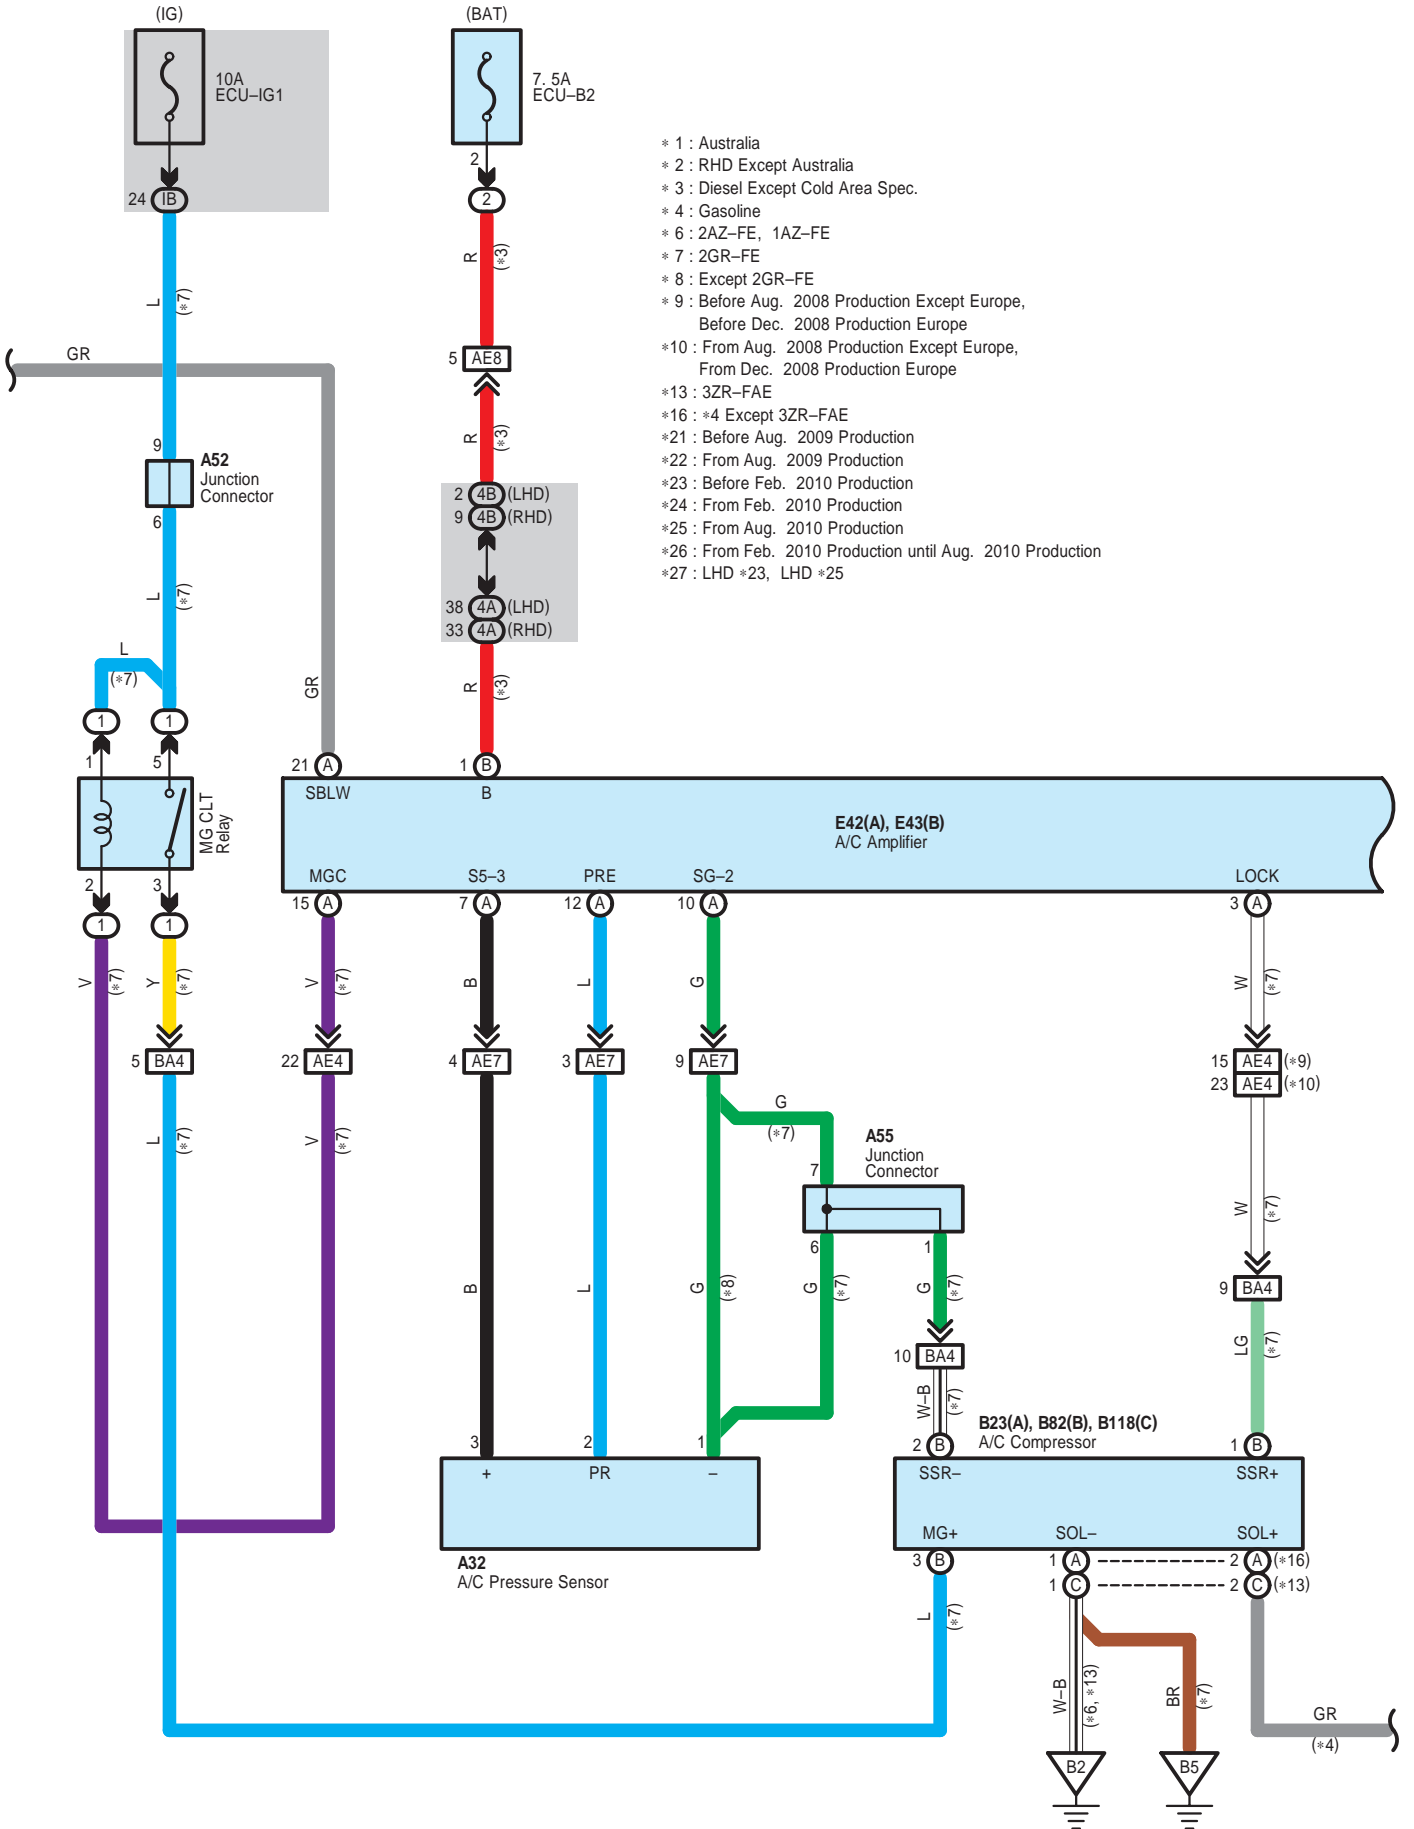 (IG)
(BAT)
10A
ECU–IG1
7. 5A
ECU–B2
24 IB
2
2
∗ 1 : Australia
∗ 2 : RHD Except Australia
∗ 3 : Diesel Except Cold Area Spec.
∗ 4 : Gasoline
∗ 6 : 2AZ–FE, 1AZ–FE
∗ 7 : 2GR–FE
∗ 8 : Except 2GR–FE
∗ 9 : Before Aug. 2008 Production Except Europe,
Before Dec. 2008 Production Europe
∗10 : From Aug. 2008 Production Except Europe,
From Dec. 2008 Production Europe
∗13 : 3ZR–FAE
∗16 : ∗4 Except 3ZR–FAE
∗21 : Before Aug. 2009 Production
∗22 : From Aug. 2009 Production
∗23 : Before Feb. 2010 Production
∗24 : From Feb. 2010 Production
∗25 : From Aug. 2010 Production
∗26 : From Feb. 2010 Production until Aug. 2010 Production
∗27 : LHD ∗23, LHD ∗25
L (∗7)
R (∗3)
GR
5 AE8
R (∗3)
9
A52
Junction
Connector
6
2 4B (LHD)
9 4B (RHD)
38 4A (LHD)
33 4A (RHD)
L (∗7)
L
(∗7)
GR
R (∗3)
1 1
1 5
MG CLT
Relay
2 3
1 1
21 A
SBLW
1 B
B
E42(A), E43(B)
A/C Amplifier
MGC
S5–3
PRE
SG–2
LOCK
15 A
7 A
12 A
10 A
3 A
V (∗7)
Y (∗7)
V (∗7)
B
L
G
W (∗7)
5 BA4
22 AE4
4 AE7
3 AE7
9 AE7
15 AE4 (∗9)
23 AE4 (∗10)
L (∗7)
V (∗7)
G
(∗7)
A55
Junction
Connector
7
6 1
W (∗7)
B
L
G (∗8)
G (∗7)
G (∗7)
9 BA4
10 BA4
LG (∗7)
W–B (∗7)
B23(A), B82(B), B118(C)
A/C Compressor
3 2 1
+ PR –
A32
A/C Pressure Sensor
2 B
SSR–
1 B
SSR+
MG+
SOL–
SOL+
3 B
1 A
2 A (∗16)
1 C
2 C (∗13)
L (∗7)
W–B (∗6, ∗13)
BR (∗7)
GR
(∗4)
B2
B5